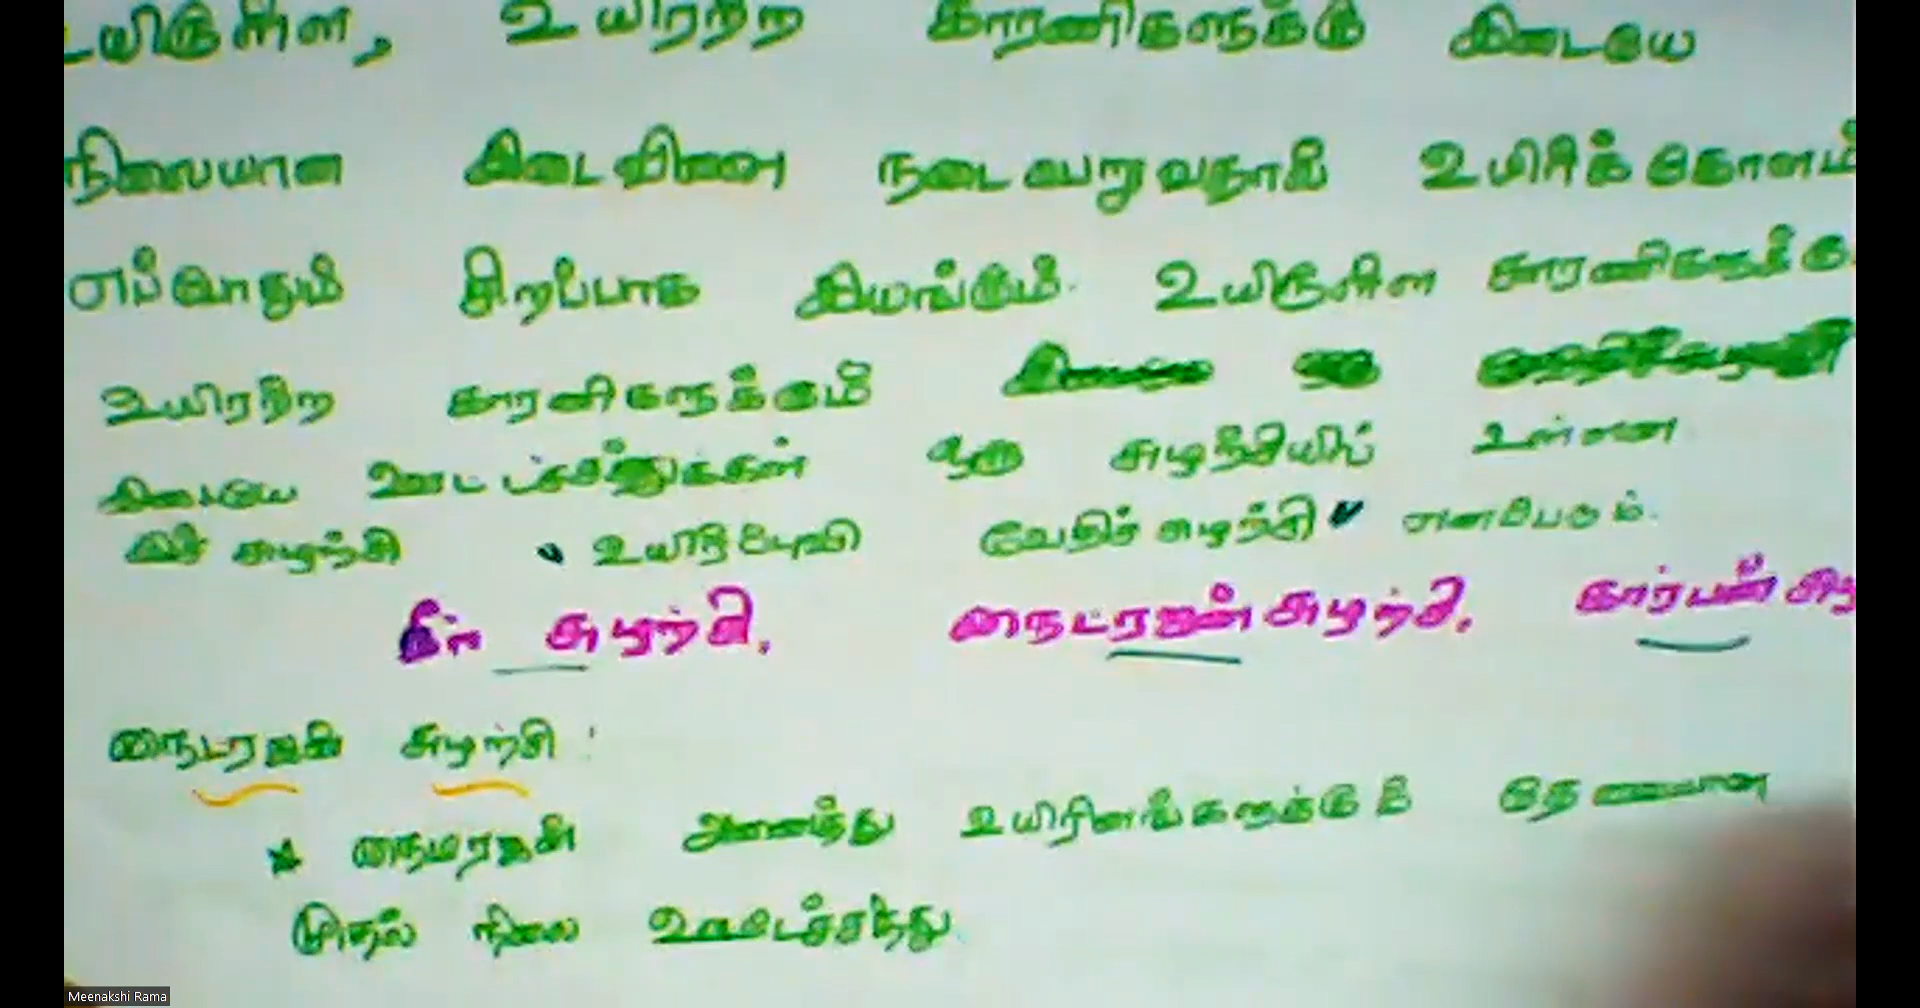 உயிருள்ள, உயிரற்ற காரணிகளுக்கு இடையே
நிலையான இடைவினை நடைபெறுவதால் உயிர்க்கோளம்
எப்போதும் சிறப்பாக இயங்கும். உயிருள்ள காரணிகளுக்கு
உயிரற்ற காரணிகளுக்கும்
இடையே ஊட்டச்சத்துக்கள் ஒரு சுழற்சியில் உள்ளன
இச் சுழற்சி " உயிர் புவி வேதிச் சுழற்சி " எனப்படும்.
நீர் சுழற்சி, நைட்ரஜன் சுழற்சி, கார்பன்
நைட்ரஜன் சுழற்சி :
* நைட்ரஜன் அனைத்து உயிரினங்களுக்கும் தேவையான
முதல் நிலை ஊட்டச்சத்து
Meenakshi Rama